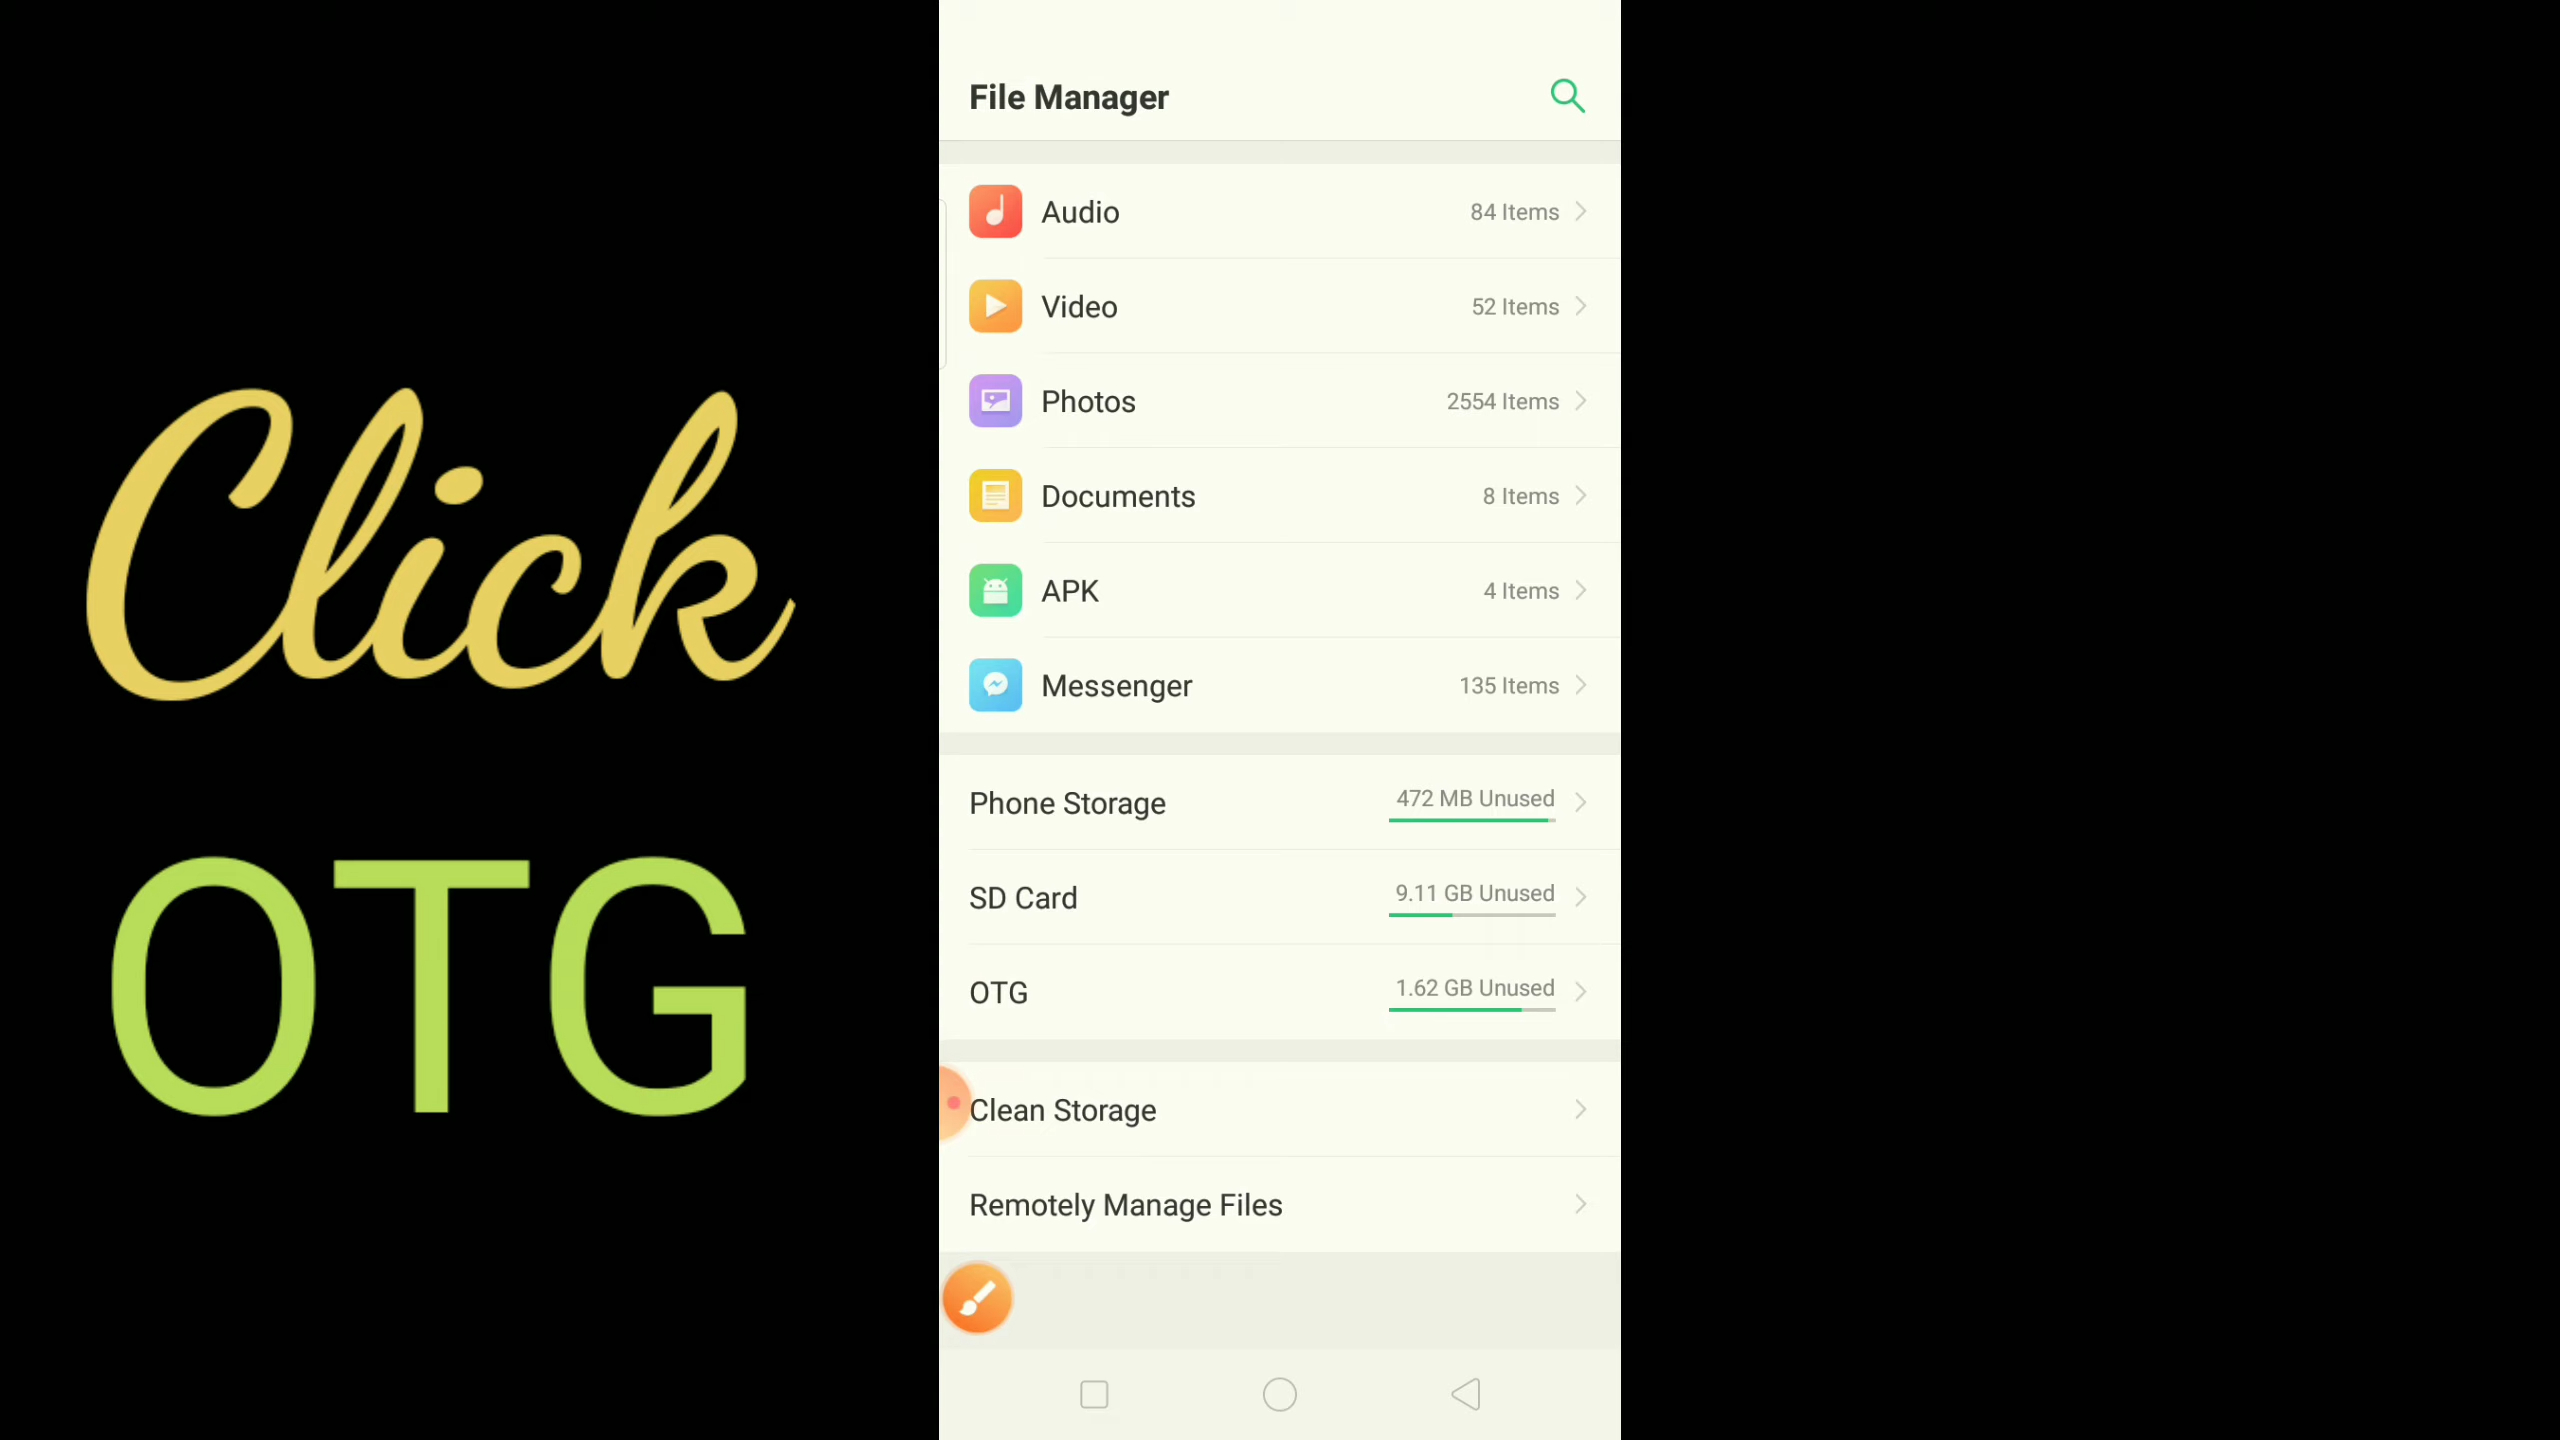 Click
OTG
File Manager
Audio 84 Items
Video 52 Items
Photos 2554 Items
Documents 8 Items
APK 4 Items
Messenger 135 Items
Phone Storage 472 MB Unused
SD Card 9.11 GB Unused
OTG 1.62 GB Unused
Clean Storage
Remotely Manage Files